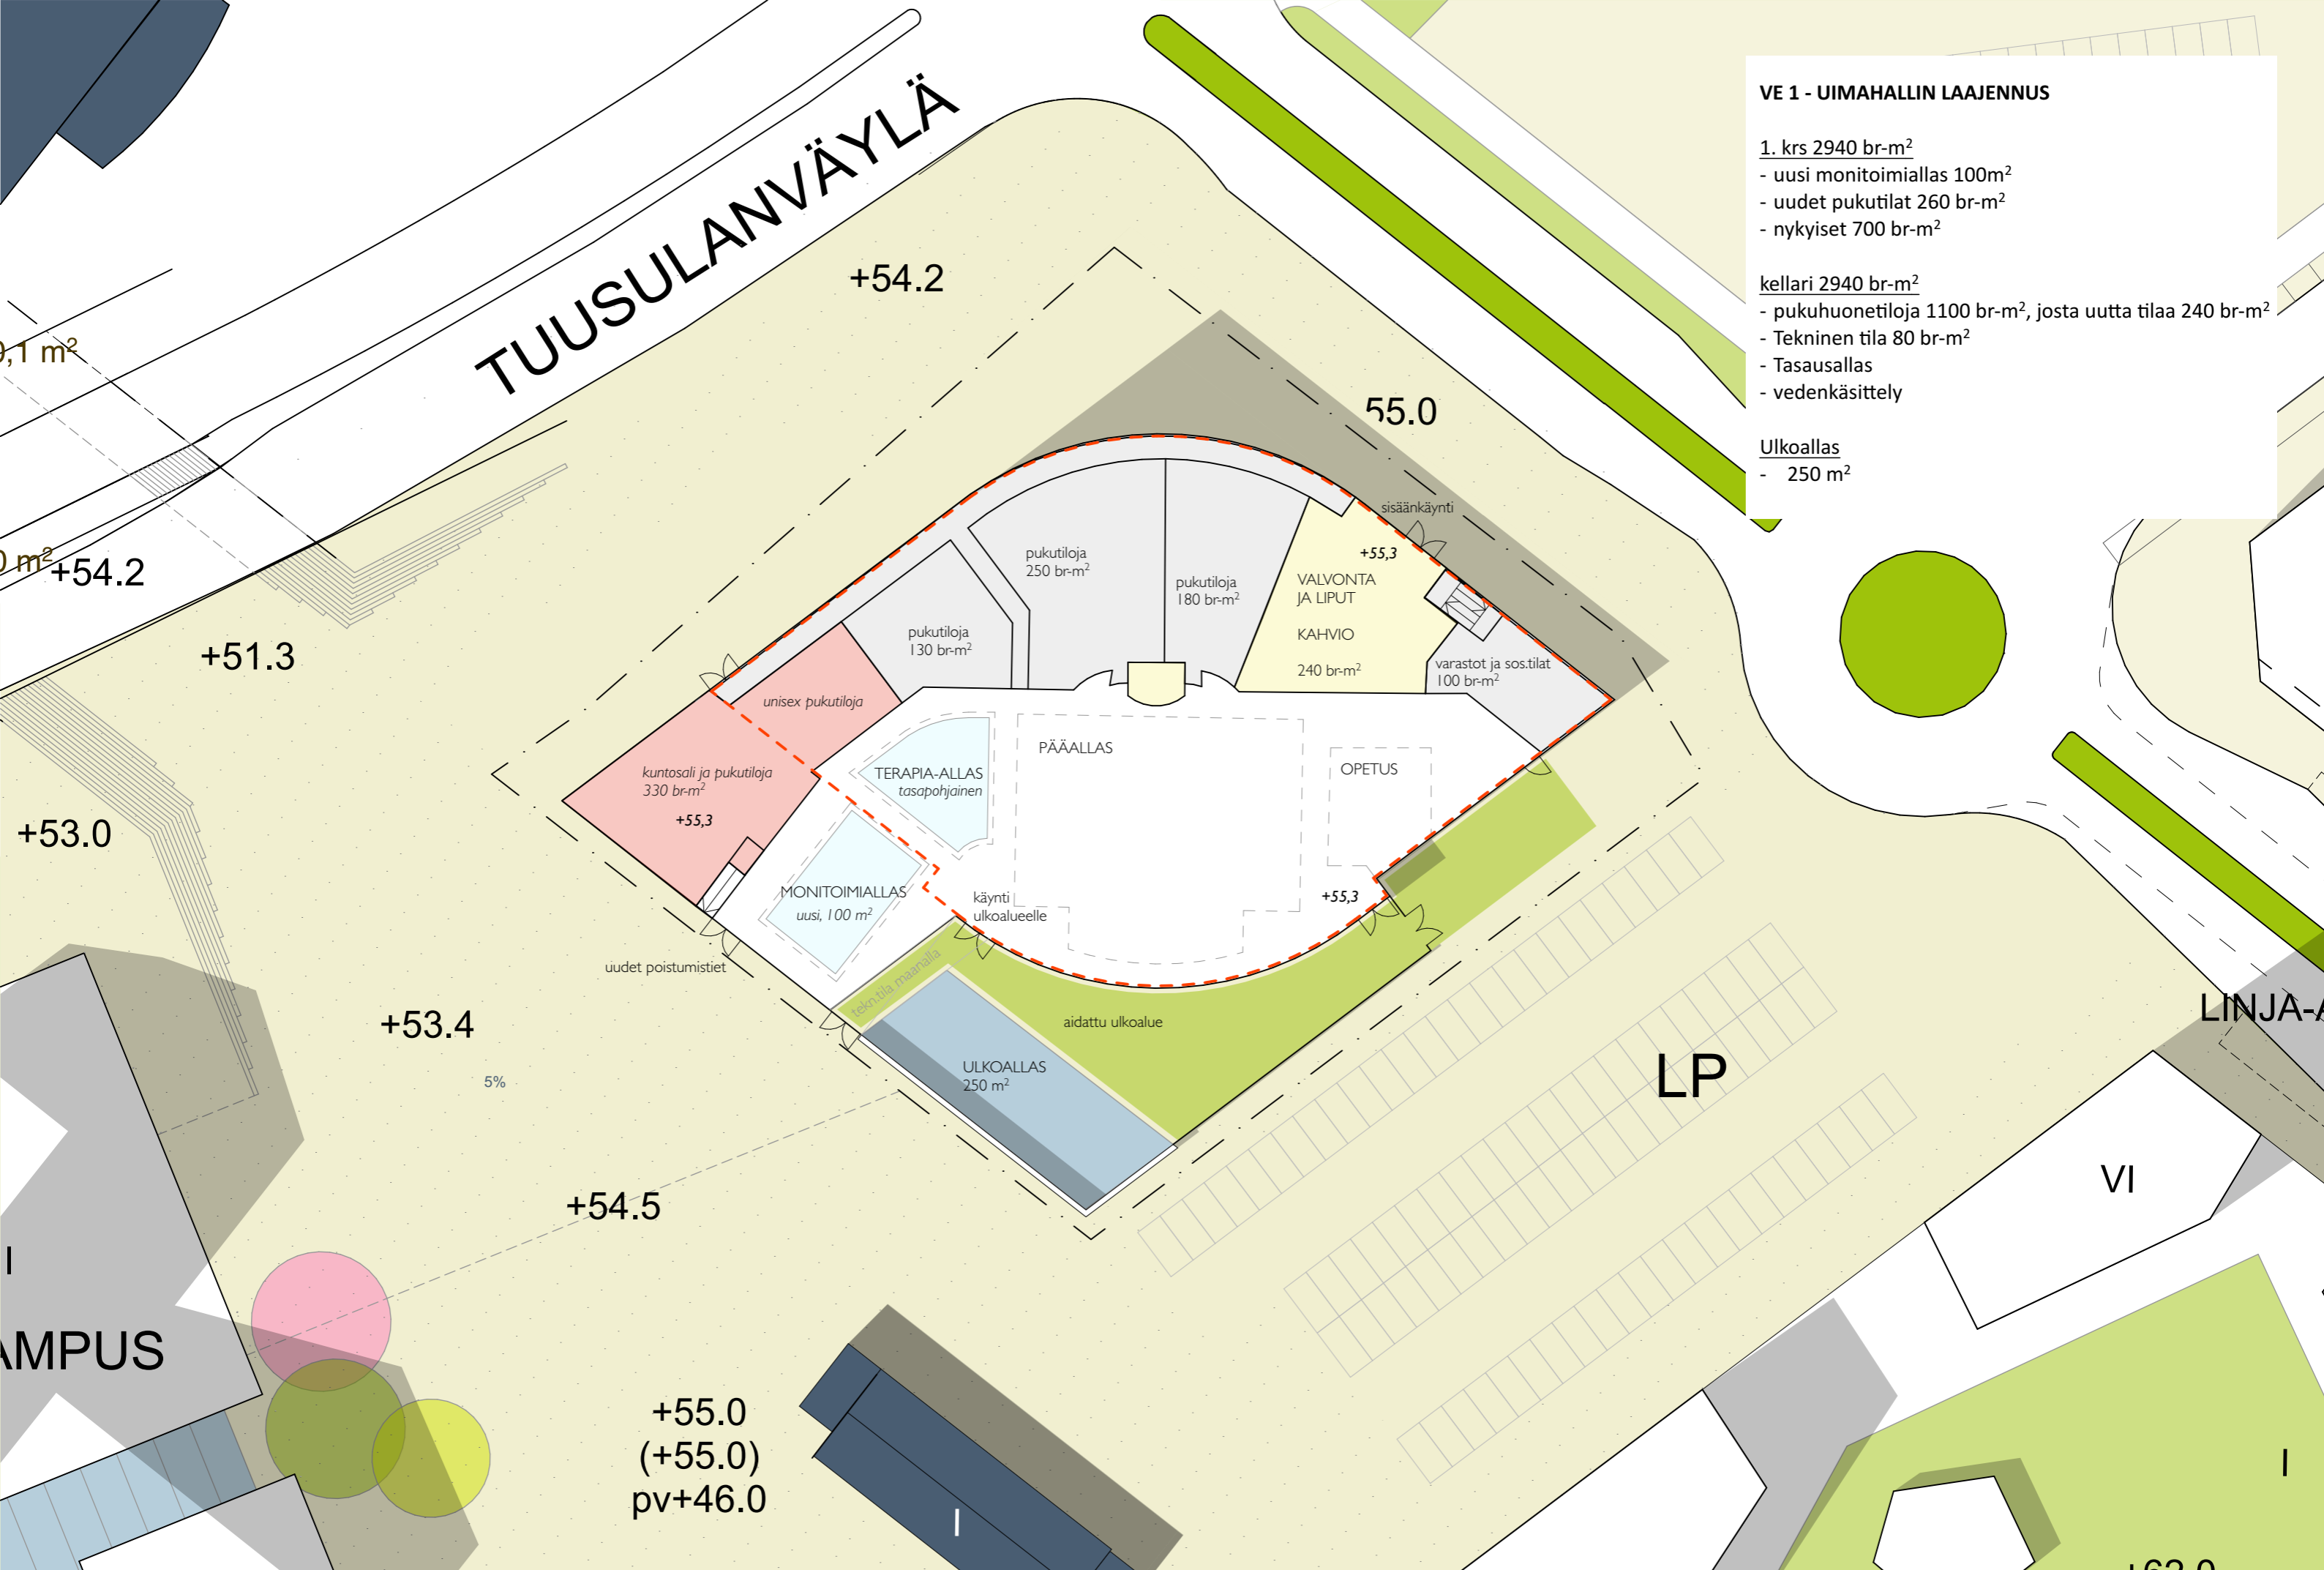 VE 1 - UIMAHALLIN LAAJENNUS
1. krs 2940 br-m²
- uusi monitoimiallas 100m²
- uudet pukutilat 260 br-m²
- nykyiset 700 br-m²
kellari 2940 br-m²
- pukuhuonetiloja 1100 br-m², josta uutta tilaa 240 br-m²
- Tekninen tila 80 br-m²
- Tasausallas
- vedenkäsittely
Ulkoallas
- 250 m²
TUUSULANVÄYLÄ
+54.2
55.0
,1 m²
m²
+54.2
+51.3
+53.0
+53.4
5%
+54.5
sisäänkäynti
+55,3
pukutiloja
250 br-m²
pukutiloja
180 br-m²
VALVONTA
JA LIPUT
KAHVIO
240 br-m²
pukutiloja
130 br-m²
varastot ja sos.tilat
100 br-m²
unisex pukutiloja
kuntosali ja pukutiloja
330 br-m²
+55,3
TERAPIA-ALLAS
tasapohjainen
PÄÄALLAS
OPETUS
MONITOIMIALLAS
uusi, 100 m²
käynti
ulkoalueelle
+55,3
uudet poistumistiet
tekn.tila maanalla
aidattu ulkoalue
ULKOALLAS
250 m²
LP
LINJA-A
VI
I
AMPUS
+55.0
(+55.0)
pv+46.0
I
I
+62.0